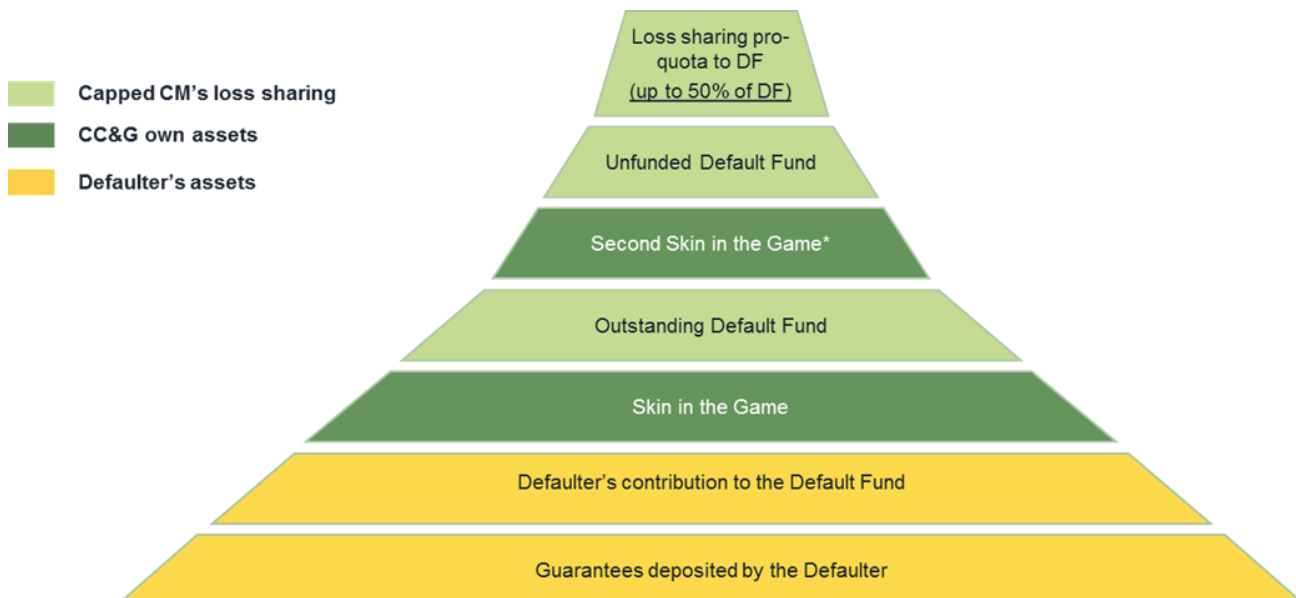 Loss sharing pro-
quota to DF
(up to 50% of DF)
Capped CM's loss sharing
CC&G own assets
Defaulter's assets
Unfunded Default Fund
Second Skin in the Game*
Outstanding Default Fund
Skin in the Game
Defaulter's contribution to the Default Fund
Guarantees deposited by the Defaulter